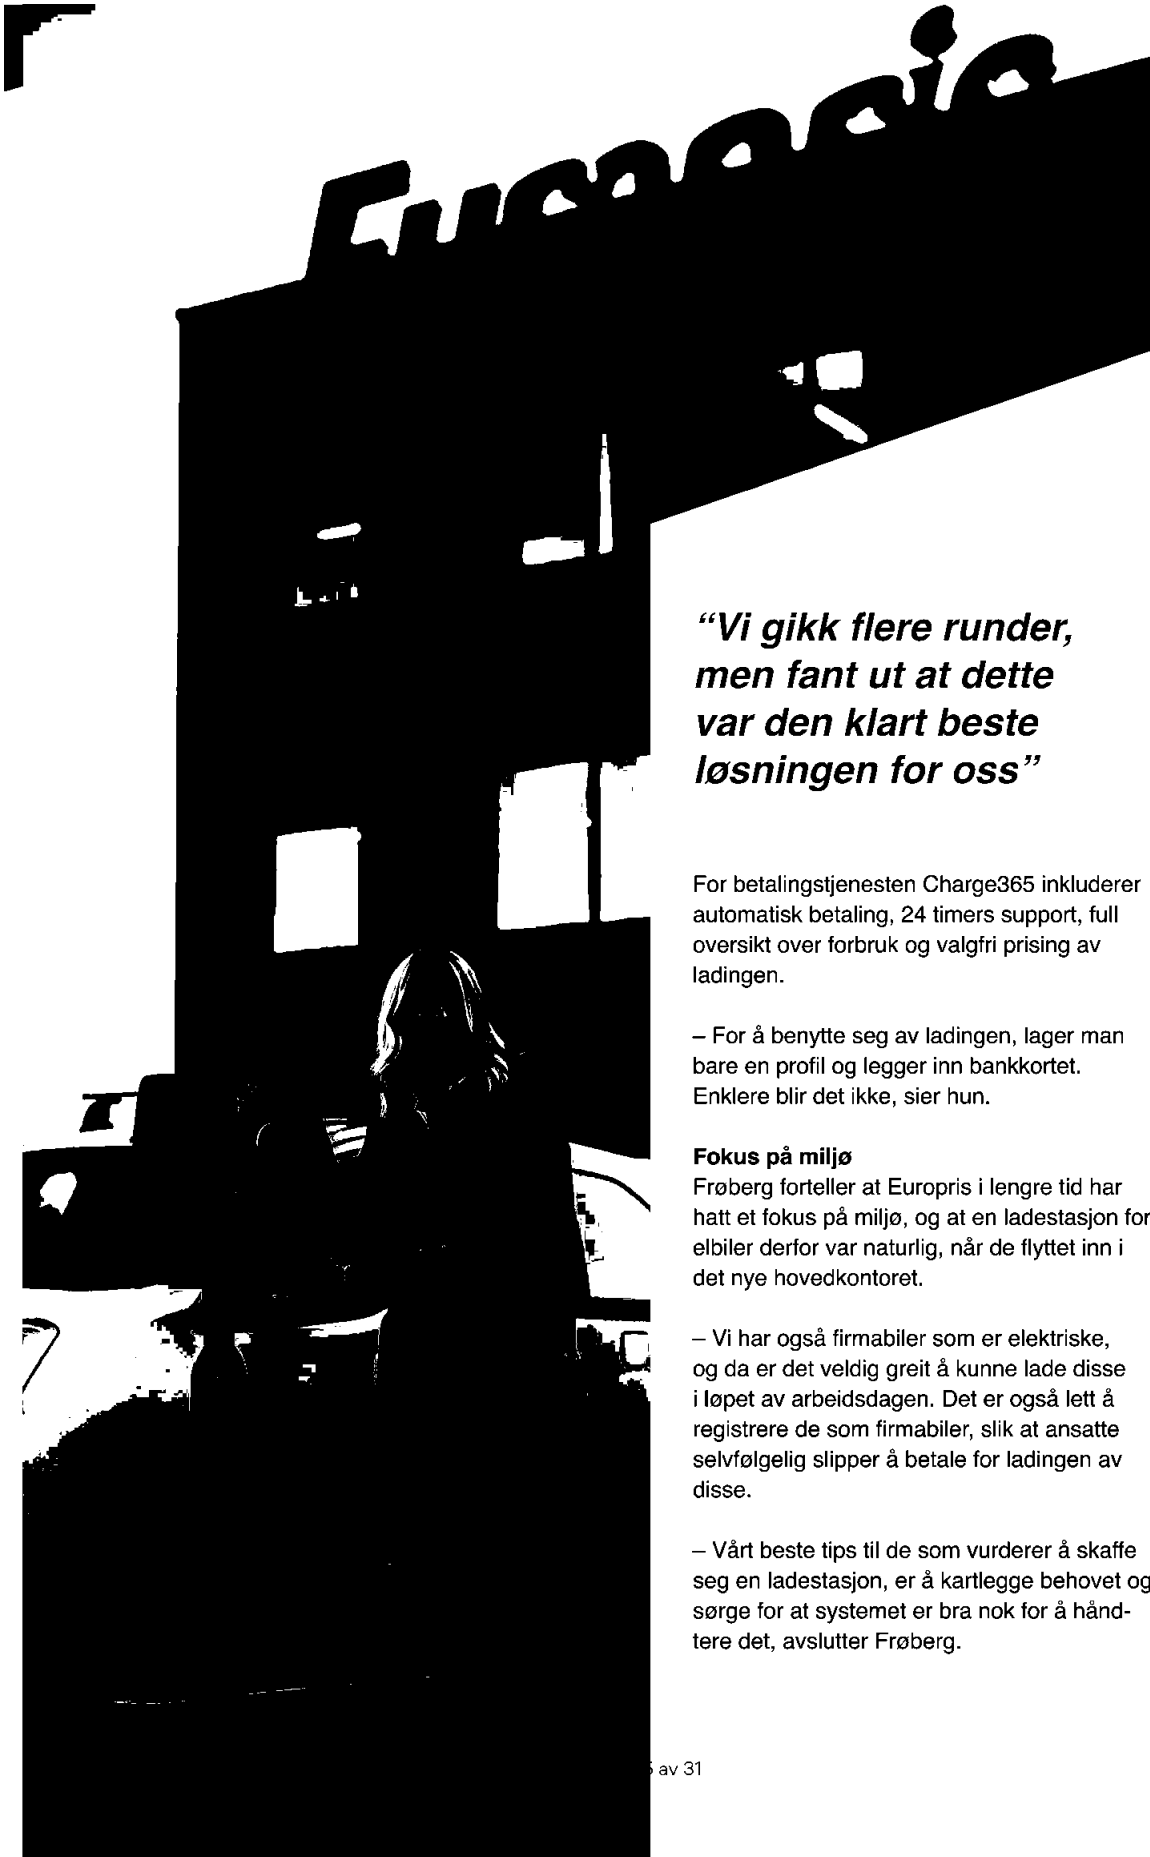 “Vi gikk flere runder,
men fant ut at dette
var den klart beste
løsningen for oss”
For betalingstjenesten Charge365 inkluderer
automatisk betaling, 24 timers support, full
oversikt over forbruk og valgfri prising av
ladingen.
– For å benytte seg av ladingen, lager man
bare en profil og legger inn bankkortet.
Enklere blir det ikke, sier hun.
Fokus på miljø
Frøberg forteller at Europris i lengre tid har
hatt et fokus på miljø, og at en ladestasjon for
elbiler derfor var naturlig, når de flyttet inn i
det nye hovedkontoret.
– Vi har også firmabiler som er elektriske,
og da er det veldig greit å kunne lade disse
i løpet av arbeidsdagen. Det er også lett å
registrere de som firmabiler, slik at ansatte
selvfølgelig slipper å betale for ladingen av
disse.
– Vårt beste tips til de som vurderer å skaffe
seg en ladestasjon, er å kartlegge behovet og
sørge for at systemet er bra nok for å hånd-
tere det, avslutter Frøberg.
av 31